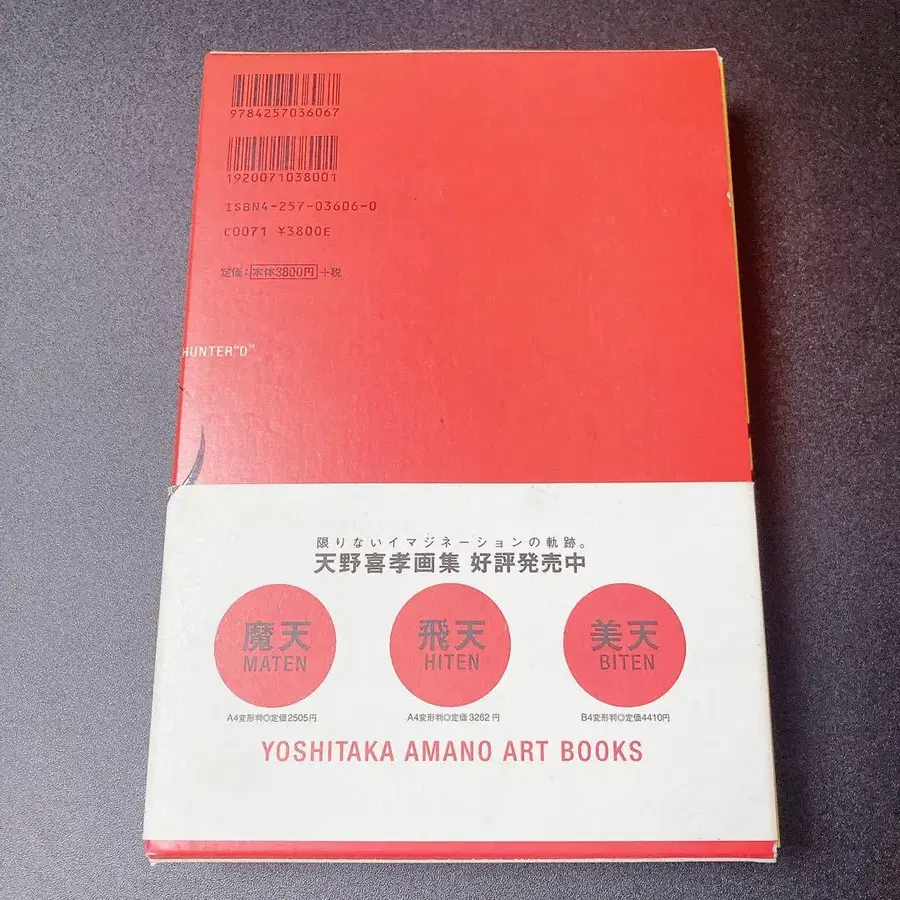 9784257036067
1920071038001
ISBN4-257-03606-0
C0071 ¥3800E
定価：本体3800円+税
HUNTER"D"
限りないイマジネーションの軌跡。
天野喜孝画集 好評発売中
魔天
MATEN
飛天
HITEN
美天
BITEN
A4変形判◎定価2505円
A4変形判◎定価3262円
B4変形判◎定価4410円
YOSHITAKA AMANO ART BOOKS